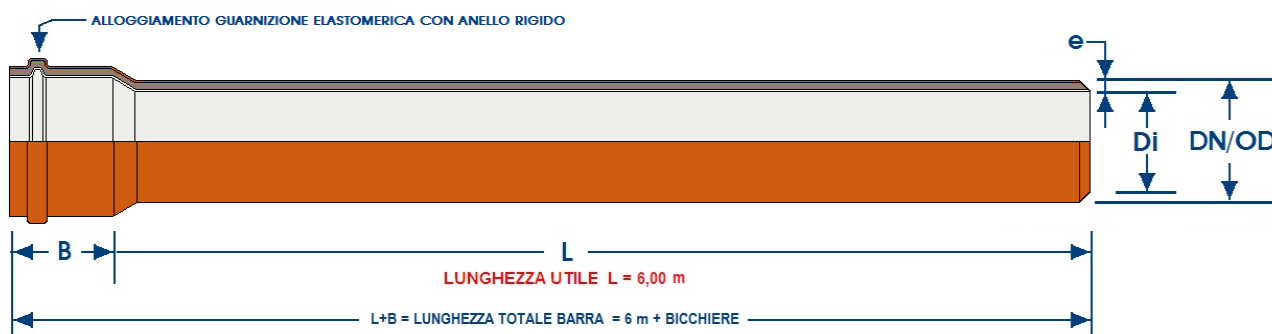 ALLOGGIAMENTO GUARNIZIONE ELASTOMERICA CON ANELLO RIGIDO
e
Di
DN/OD
B
L
LUNGHEZZA UTILE L = 6,00 m
L+B = LUNGHEZZA TOTALE BARRA = 6 m + BICCHIERE